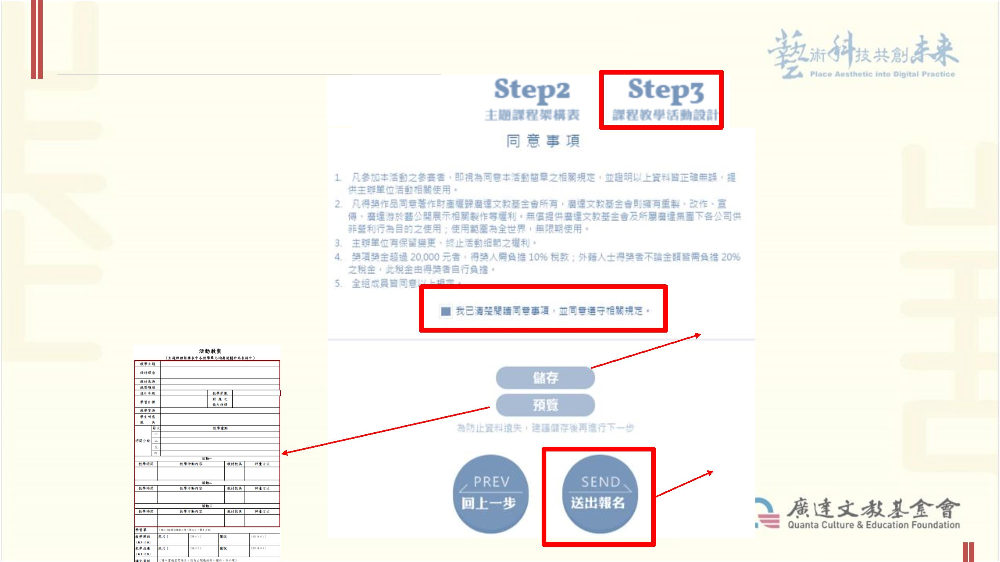 藝術科技共創未来
Place Aesthetic into Digital Practice
Step2
主題課程架構表
Step3
課程教學活動設計
同意事項
1. 凡參加本活動之參賽者，即視為同意本活動簡章之相關規定，並證明以上資料皆正確無誤，提
供主辦單位活動相關使用。
2. 凡得獎作品同意著作財產權歸廣達文教基金會所有，廣達文教基金會則擁有重製、改作、宣
傳、廣達游於藝公開展示相關製作等權利。無償提供廣達文教基金會及所屬廣達集團下各公司供
非營利行為目的之使用；使用範圍為全世界，無限期使用。
3. 主辦單位有保留變更、終止活動細節之權利。
4. 獎項獎金超過 20,000 元者，得獎人需負擔 10% 稅款；外籍人士得獎者不論金額皆需負擔 20%
之稅金，此稅金由得獎者自行負擔。
5. 全組成員皆同意以上規定。
我已清楚閱讀同意事項，並同意遵守相關規定。
儲存
預覽
為防止資料遺失，建議儲存後再進行下一步
PREV
回上一步
SEND
送出報名
活動教案
（主題課程架構表中各教學單元均應規劃於此表格中）
教學主題
設計理念
教材來源
統整領域
適用年級 教學節數
學習目標 對應之
能力指標
教學資源
學生所需
教具
時間分配 節次 教學重點
一
二
三
四
活動一
教學時間 教學活動內容 教材教具 評量方式
活動二
教學時間 教學活動內容 教材教具 評量方式
活動三
教學時間 教學活動內容 教材教具 評量方式
學習單
教學歷程 照片 1 （5M以下） 圖說 （300字以下）
（最多10張）
教學成果 照片 1 （5M以下） 圖說 （300字以下）
（最多10張）
補充資料
廣達文教基金會
Quanta Culture & Education Foundation